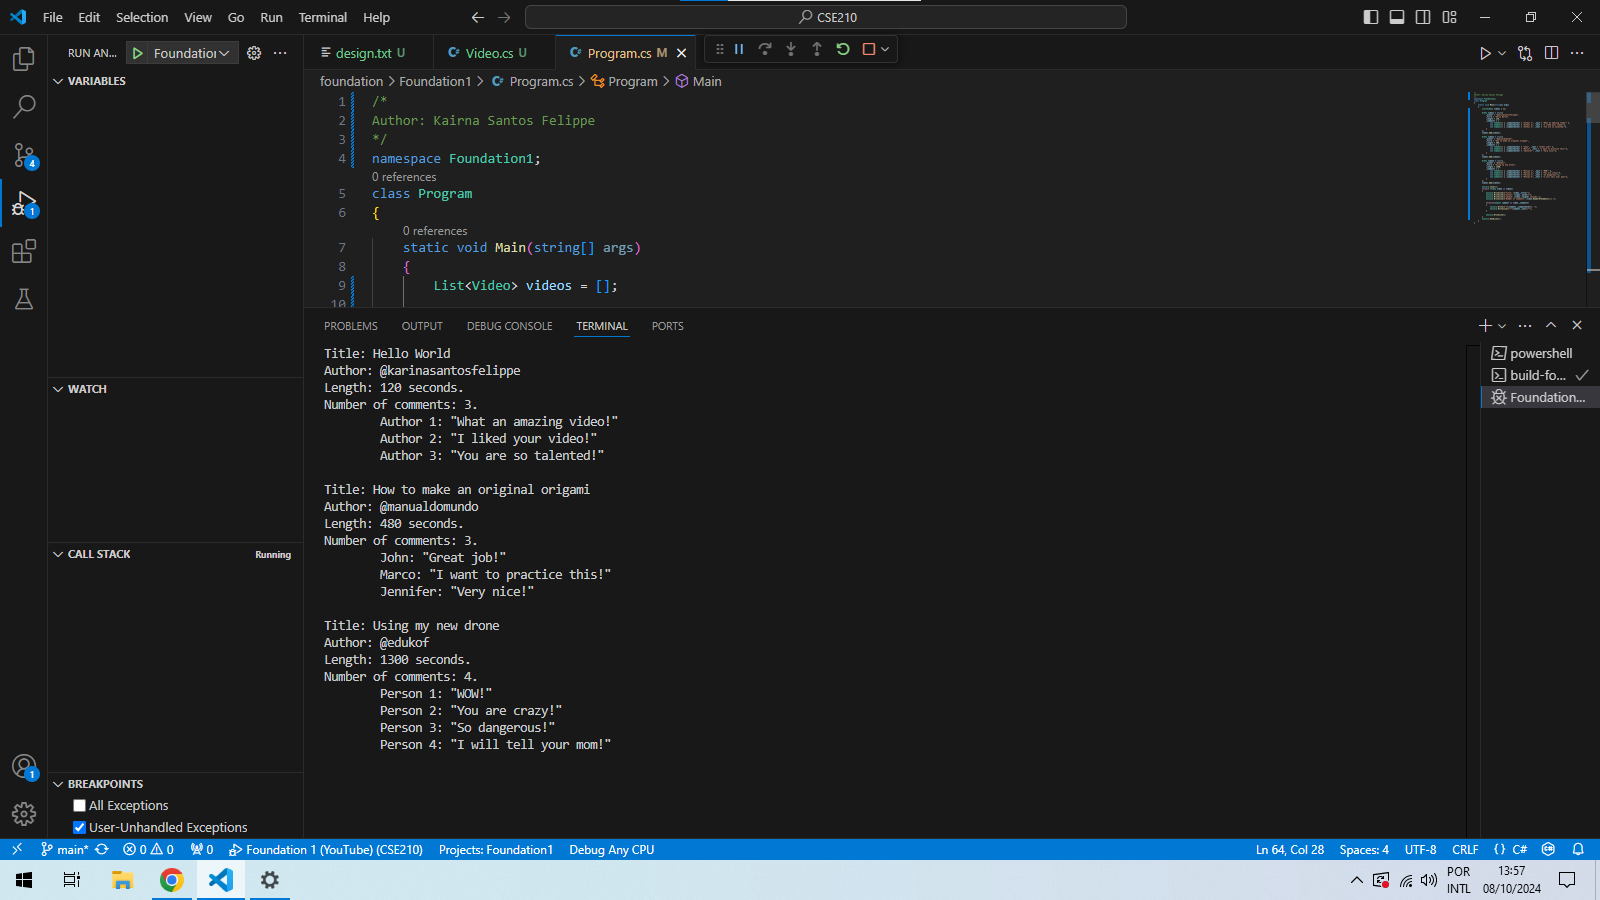 File Edit Selection View Go Run Terminal Help
CSE210
RUN AN...
Foundation
design.txt U
Video.cs U
Program.cs M
foundation > Foundation1 > Program.cs > Program > Main
VARIABLES
1 /*
2 Author: Kairna Santos Felippe
3 */
4 namespace Foundation1;
0 references
5 class Program
6 {
0 references
7 static void Main(string[] args)
8 {
9 List<Video> videos = [];
10
PROBLEMS OUTPUT DEBUG CONSOLE TERMINAL PORTS
Title: Hello World
Author: @karinasantosfelippe
Length: 120 seconds.
Number of comments: 3.
Author 1: "What an amazing video!"
Author 2: "I liked your video!"
Author 3: "You are so talented!"
Title: How to make an original origami
Author: @manualdomundo
Length: 480 seconds.
Number of comments: 3.
John: "Great job!"
Marco: "I want to practice this!"
Jennifer: "Very nice!"
Title: Using my new drone
Author: @edukof
Length: 1300 seconds.
Number of comments: 4.
Person 1: "WOW!"
Person 2: "You are crazy!"
Person 3: "So dangerous!"
Person 4: "I will tell your mom!"
powershell
build-fo...
Foundation...
WATCH
CALL STACK
Running
BREAKPOINTS
All Exceptions
User-Unhandled Exceptions
4
1
1
main* 0 0 0 Foundation 1 (YouTube) (CSE210) Projects: Foundation1 Debug Any CPU
Ln 64, Col 28 Spaces: 4 UTF-8 CRLF {} C#
POR
INTL
13:57
08/10/2024